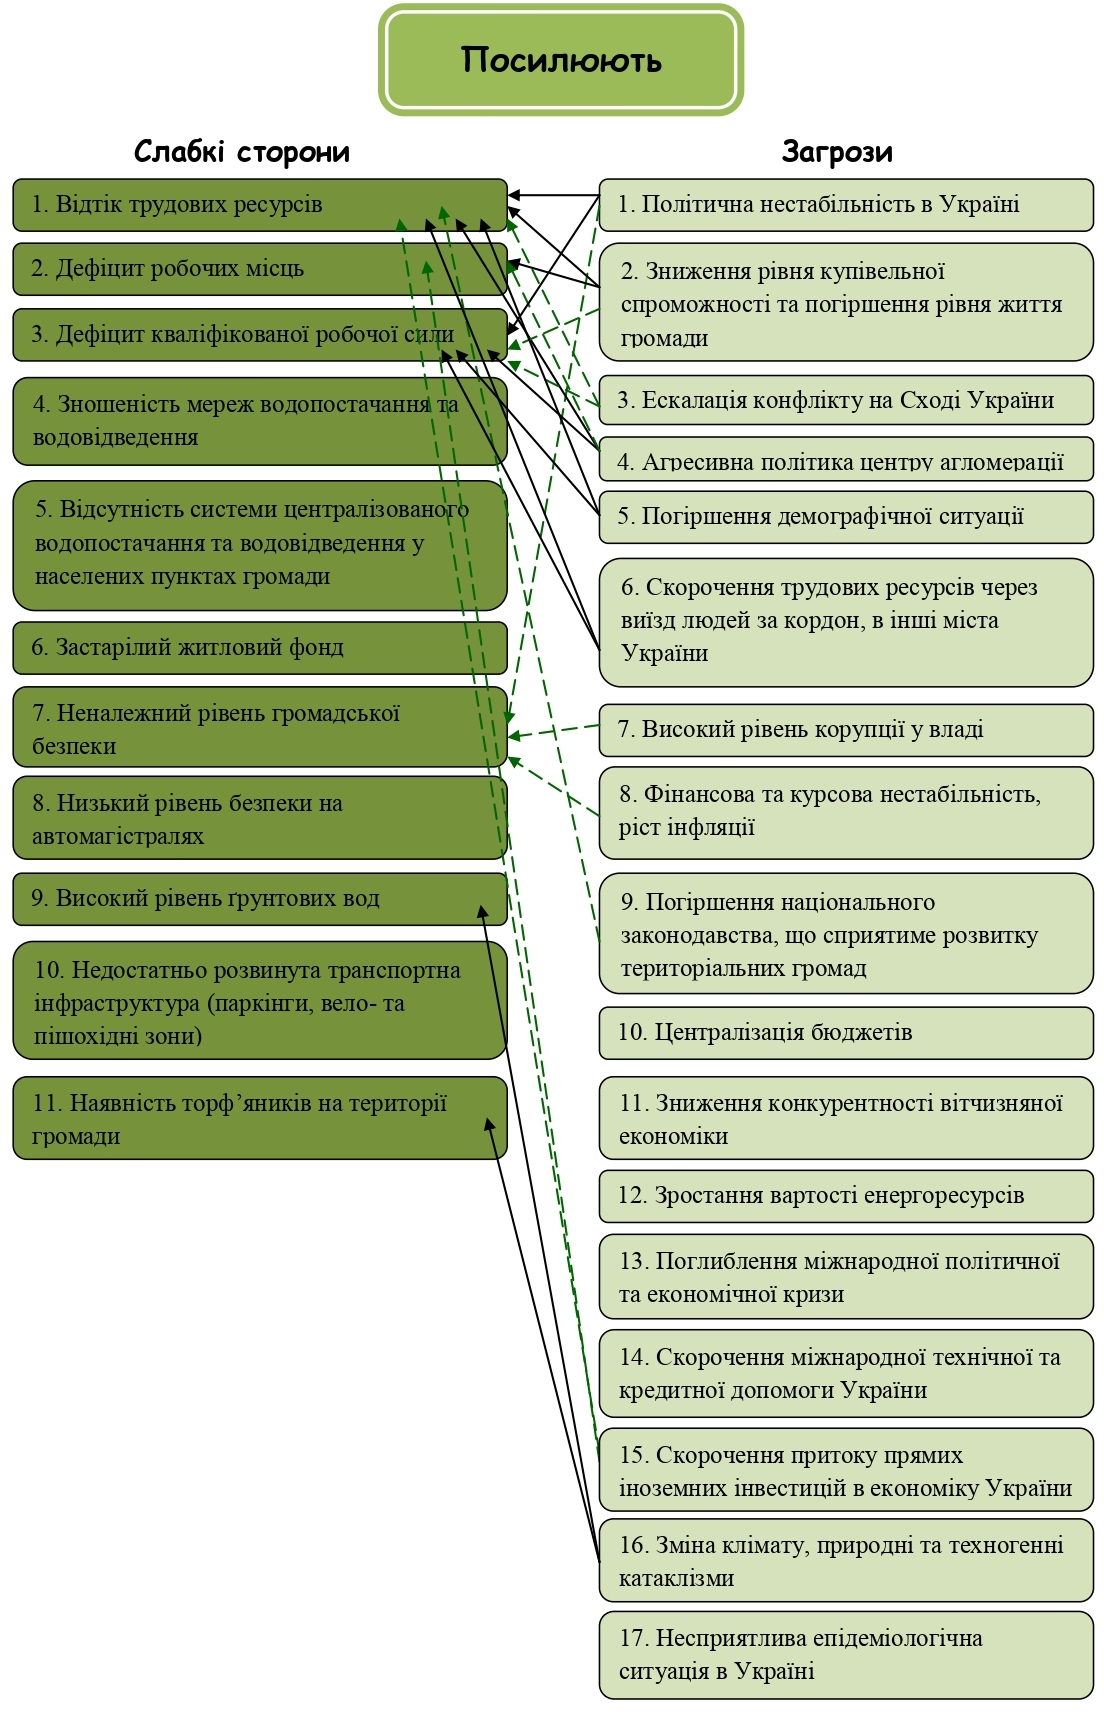 Посилюють
Слабкі сторони
1. Відтік трудових ресурсів
2. Дефіцит робочих місць
3. Дефіцит кваліфікованої робочої сили
4. Зношеність мереж водопостачання та
водовідведення
5. Відсутність системи централізованого
водопостачання та водовідведення у
населених пунктах громади
6. Застарілий житловий фонд
7. Неналежний рівень громадської
безпеки
8. Низький рівень безпеки на
автомагістралях
9. Високий рівень ґрунтових вод
10. Недостатньо розвинута транспортна
інфраструктура (паркінги, вело- та
пішохідні зони)
11. Наявність торф’яників на території
громади
Загрози
1. Політична нестабільність в Україні
2. Зниження рівня купівельної
спроможності та погіршення рівня життя
громади
3. Ескалація конфлікту на Сході України
4. Агресивна політика центру агломерації
5. Погіршення демографічної ситуації
6. Скорочення трудових ресурсів через
виїзд людей за кордон, в інші міста
України
7. Високий рівень корупції у владі
8. Фінансова та курсова нестабільність,
ріст інфляції
9. Погіршення національного
законодавства, що сприятиме розвитку
територіальних громад
10. Централізація бюджетів
11. Зниження конкурентності вітчизняної
економіки
12. Зростання вартості енергоресурсів
13. Поглиблення міжнародної політичної
та економічної кризи
14. Скорочення міжнародної технічної та
кредитної допомоги України
15. Скорочення притоку прямих
іноземних інвестицій в економіку України
16. Зміна клімату, природні та техногенні
катаклізми
17. Несприятлива епідеміологічна
ситуація в Україні